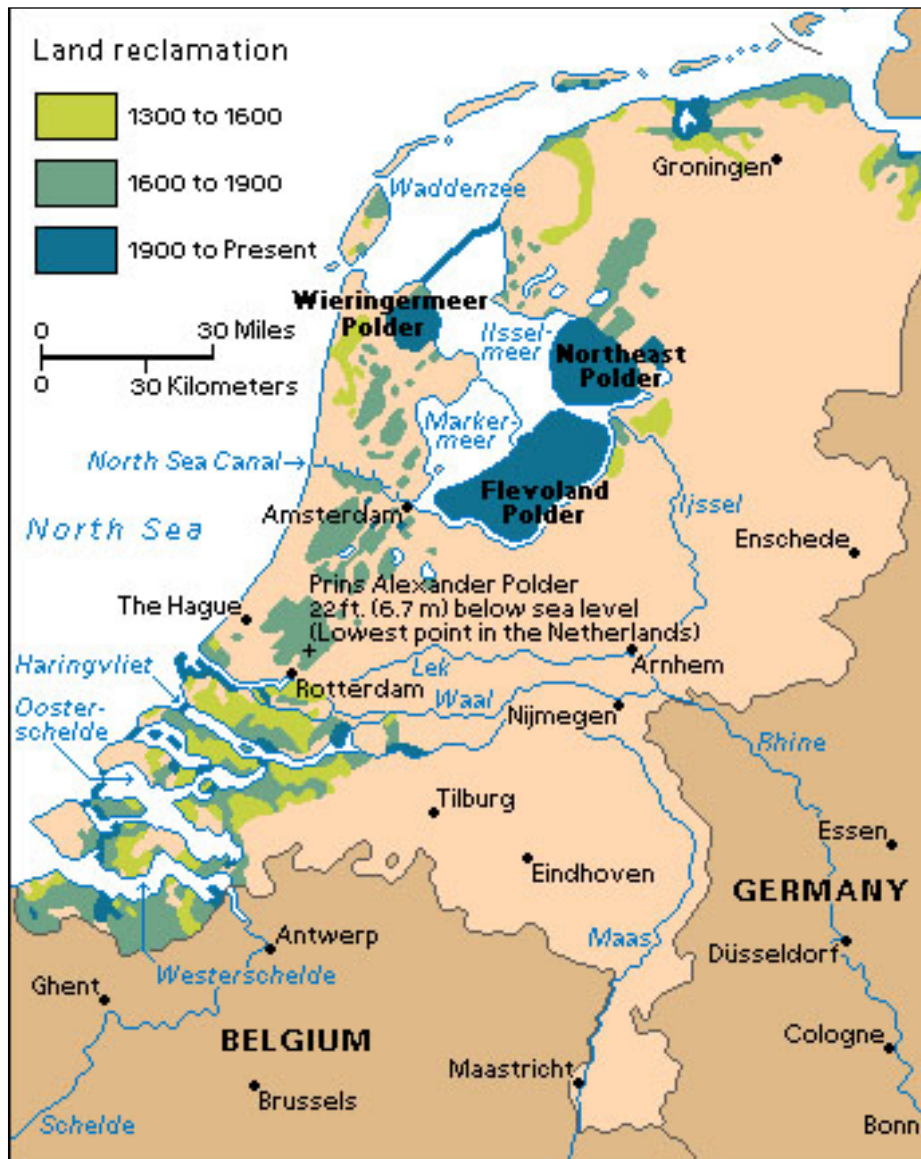 Land reclamation
1300 to 1600
1600 to 1900
1900 to Present
0 30 Miles
0 30 Kilometers
Waddenzee
Groningen
Wieringermeer
Polder
IJssel-
meer
Northeast
Polder
Marker-
meer
North Sea Canal
Flevoland
Polder
Amsterdam
North Sea
Ijssel
Enschede
Prins Alexander Polder
22ft. (6.7 m) below sea level
(Lowest point in the Netherlands)
The Hague
Haringvliet
Lek
Arnhem
Rotterdam
Waal
Ooster-
schelde
Nijmegen
Rhine
Tilburg
Essen
Eindhoven
GERMANY
Antwerp
Maas
Düsseldorf
Westerschelde
Ghent
BELGIUM
Cologne
Maastricht
Brussels
Schelde
Bonn